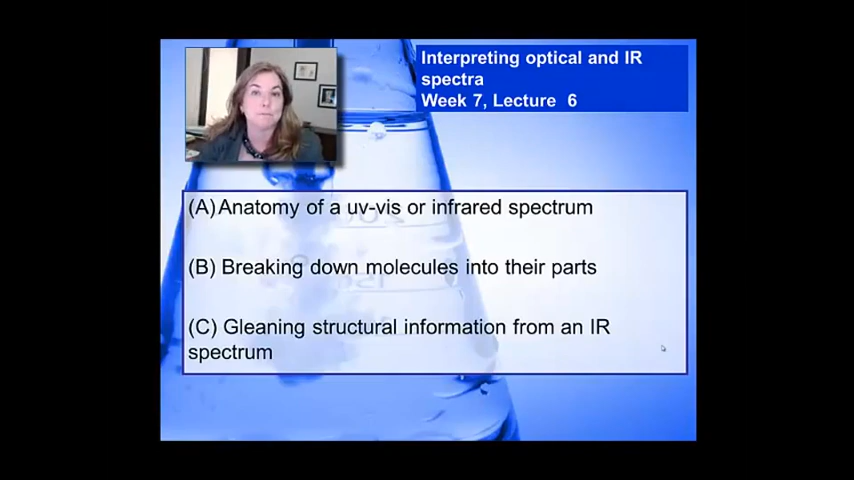 Interpreting optical and IR
spectra
Week 7, Lecture 6
(A) Anatomy of a uv-vis or infrared spectrum
(B) Breaking down molecules into their parts
(C) Gleaning structural information from an IR
spectrum